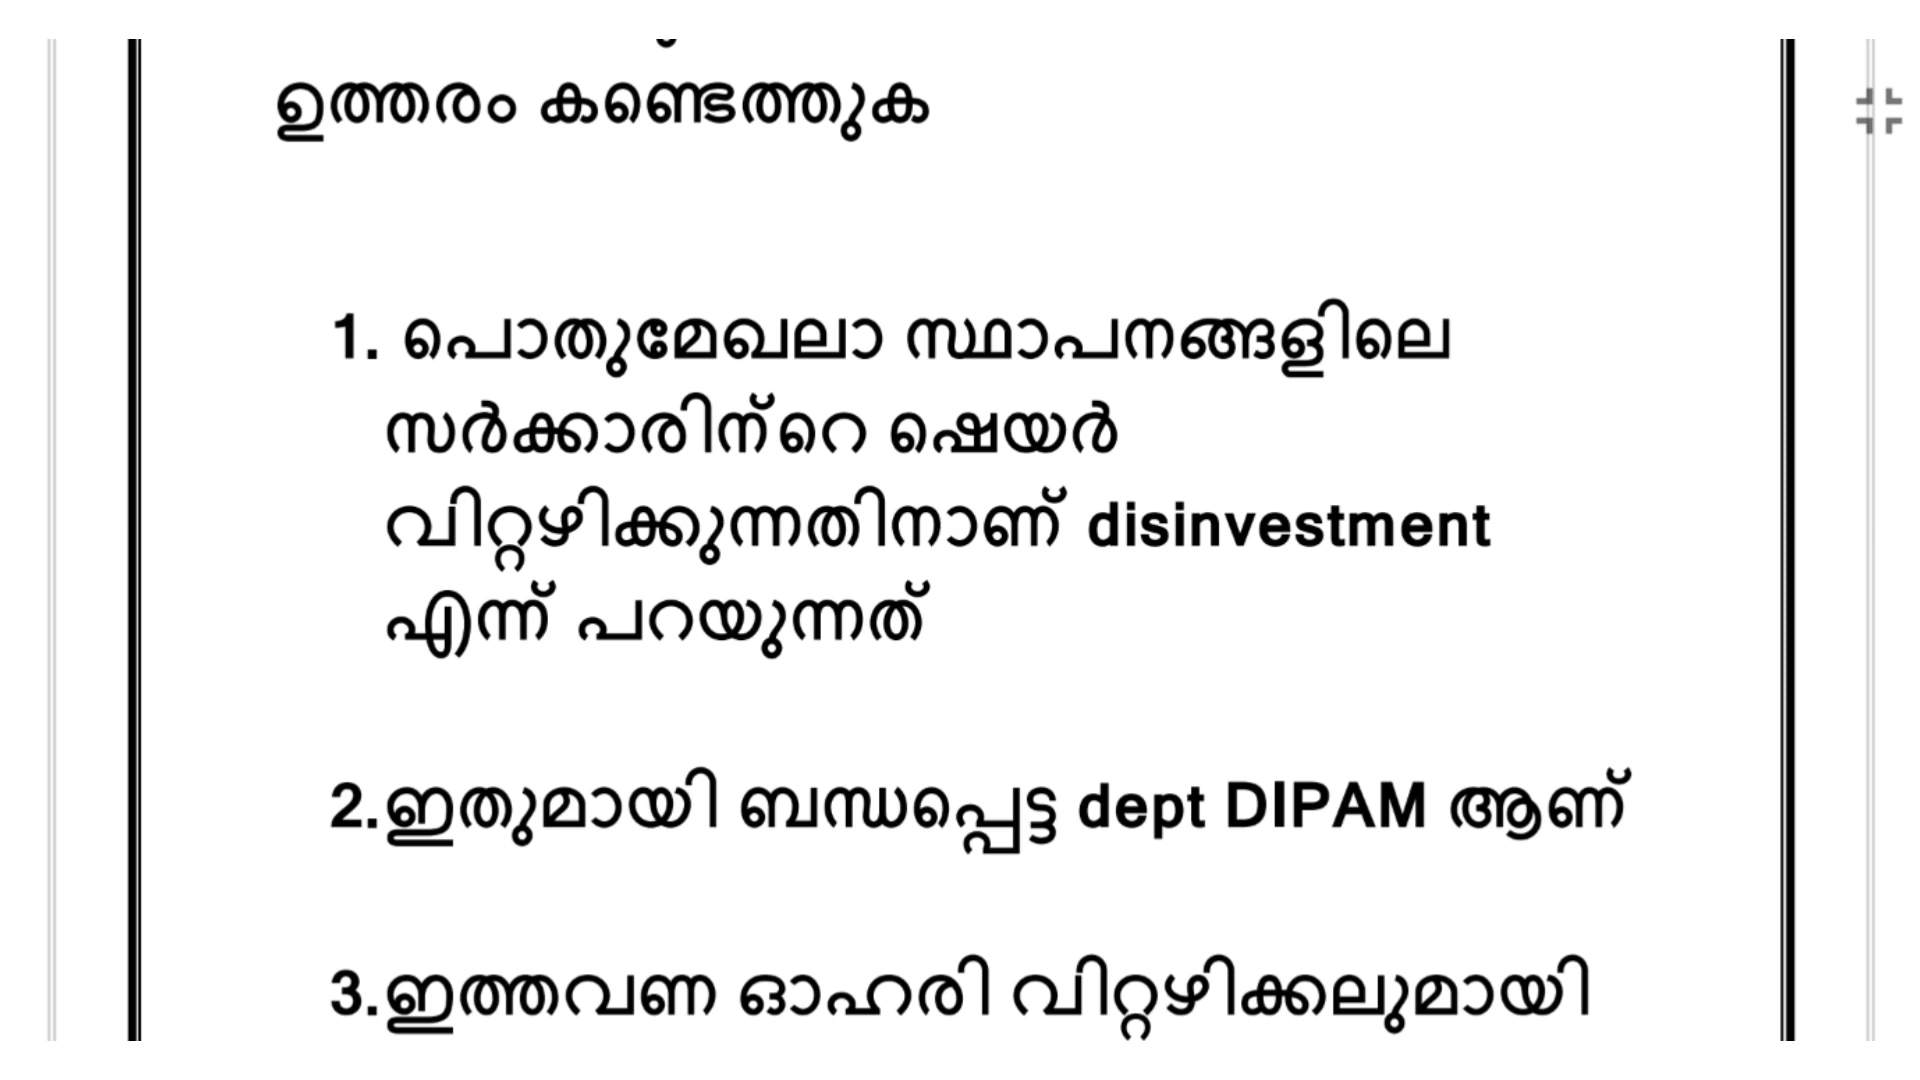 ഉത്തരം കണ്ടെത്തുക
1. പൊതുമേഖലാ സ്ഥാപനങ്ങളിലെ
സർക്കാരിന്റെ ഷെയർ
വിറ്റഴിക്കുന്നതിനാണ് disinvestment
എന്ന് പറയുന്നത്
2.ഇതുമായി ബന്ധപ്പെട്ട dept DIPAM ആണ്
3.ഇത്തവണ ഓഹരി വിറ്റഴിക്കലുമായി